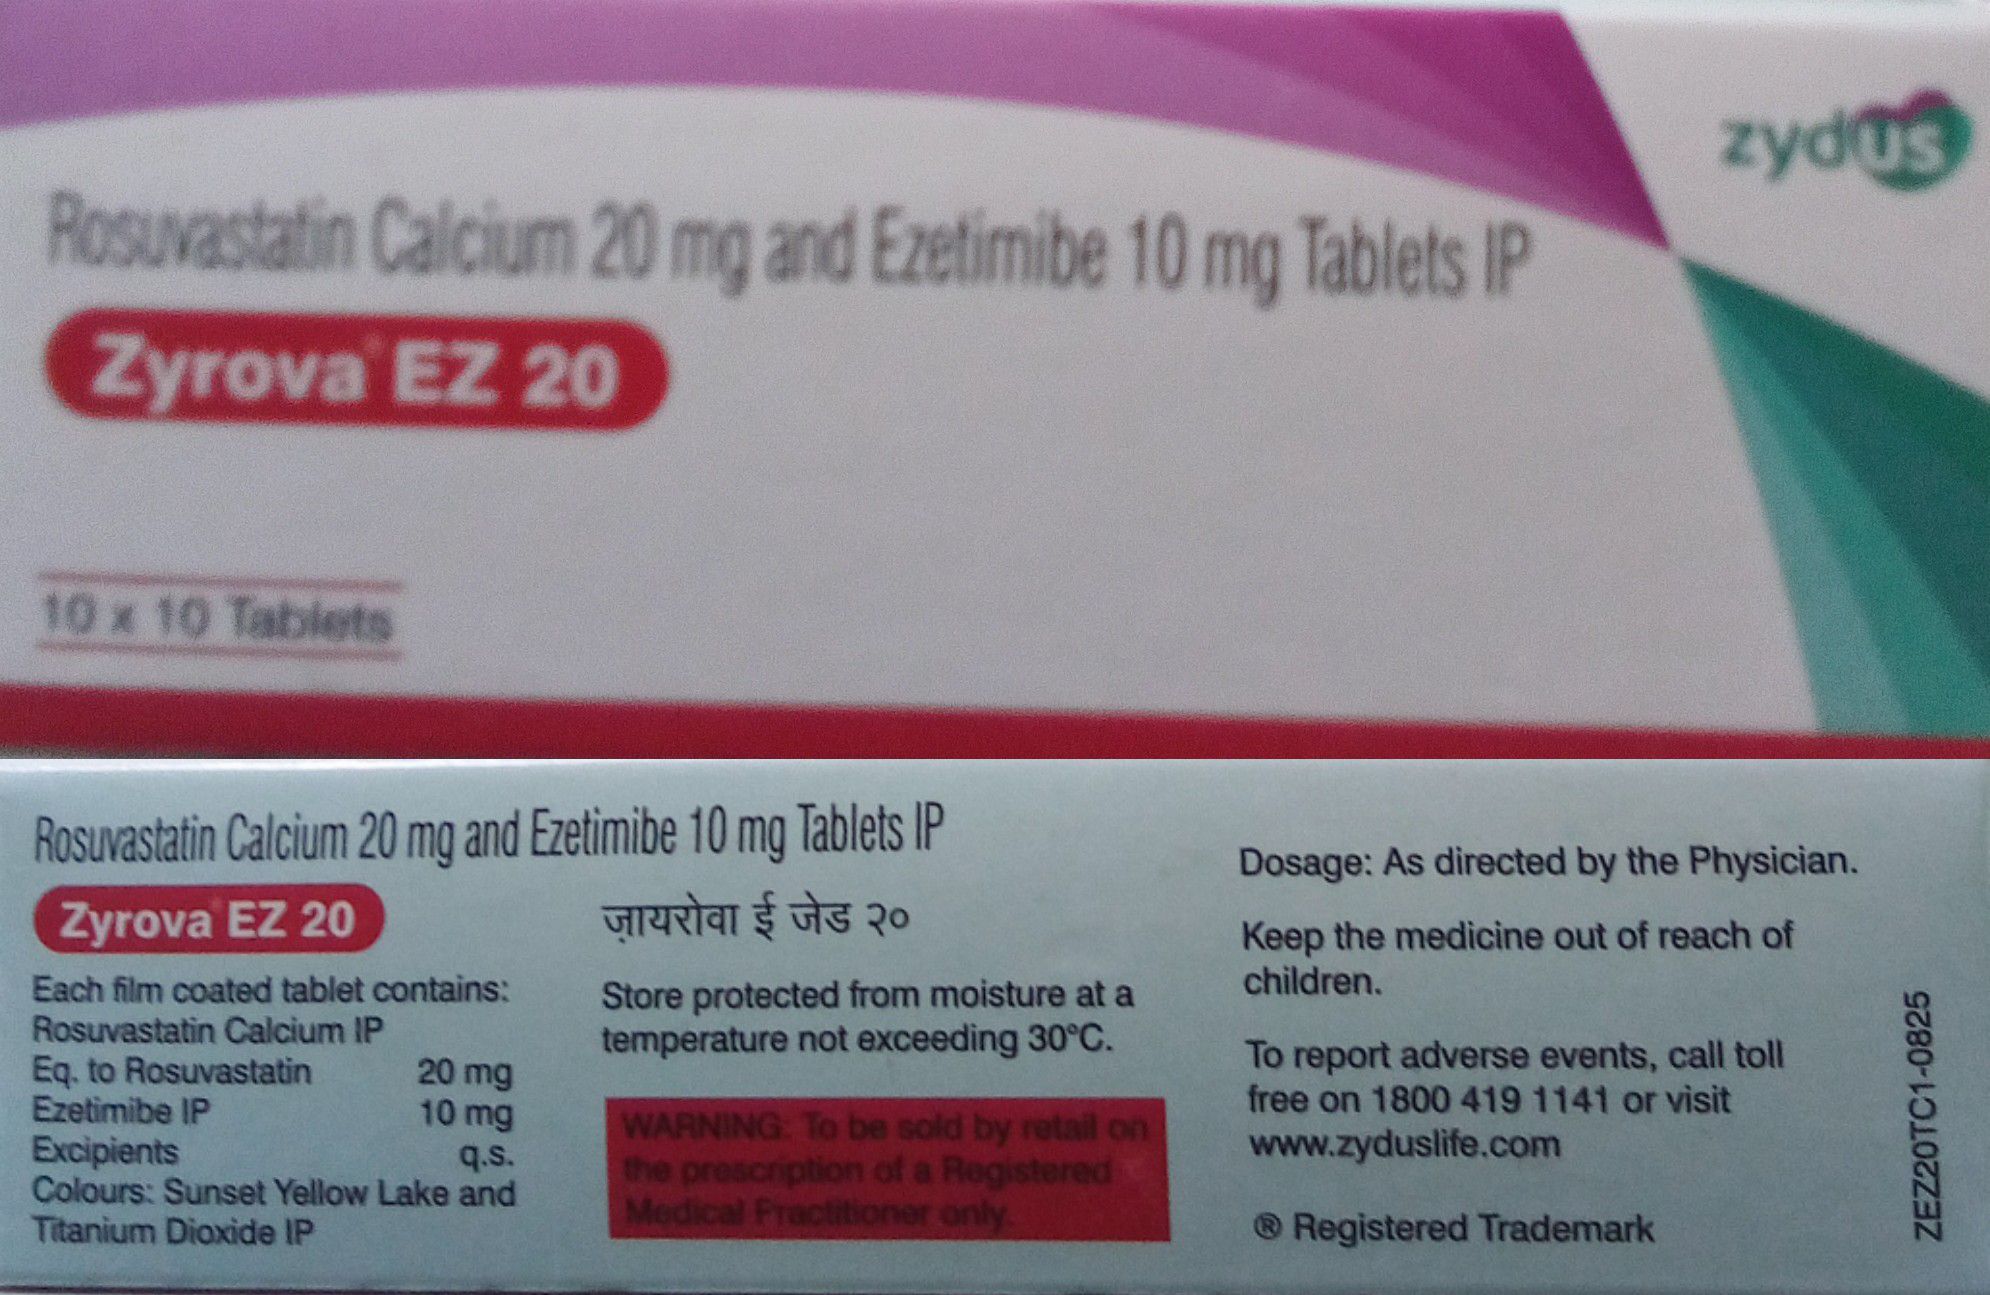 zydus
Rosuvastatin Calcium 20 mg and Ezetimibe 10 mg Tablets IP
Zyrova® EZ 20
10 x 10 Tablets
Rosuvastatin Calcium 20 mg and Ezetimibe 10 mg Tablets IP
Zyrova® EZ 20
Each film coated tablet contains:
Rosuvastatin Calcium IP
Eq. to Rosuvastatin 20 mg
Ezetimibe IP 10 mg
Excipients q.s.
Colours: Sunset Yellow Lake and
Titanium Dioxide IP
ज़ायरोवा ई जेड २०
Store protected from moisture at a
temperature not exceeding 30°C.
WARNING: To be sold by retail on
the prescription of a Registered
Medical Practitioner only.
Dosage: As directed by the Physician.
Keep the medicine out of reach of
children.
To report adverse events, call toll
free on 1800 419 1141 or visit
www.zyduslife.com
® Registered Trademark
ZEZ20TC1-0825